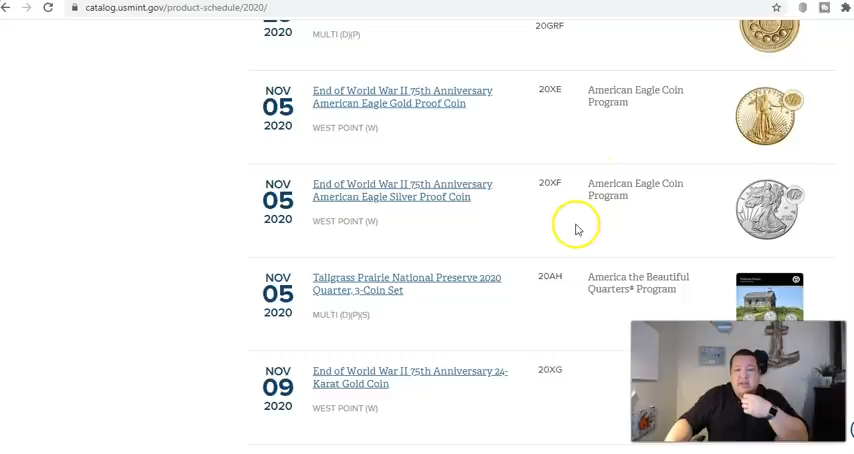 catalog.usmint.gov/product-schedule/2020/
2020
MULTI (D)(P)
20GRF
NOV
05
2020
End of World War II 75th Anniversary
American Eagle Gold Proof Coin
WEST POINT (W)
20XE
American Eagle Coin
Program
NOV
05
2020
End of World War II 75th Anniversary
American Eagle Silver Proof Coin
WEST POINT (W)
20XF
American Eagle Coin
Program
NOV
05
2020
Tallgrass Prairie National Preserve 2020
Quarter, 3-Coin Set
MULTI (D)(P)(S)
20AH
America the Beautiful
Quarters® Program
NOV
09
2020
End of World War II 75th Anniversary 24-
Karat Gold Coin
WEST POINT (W)
20XG